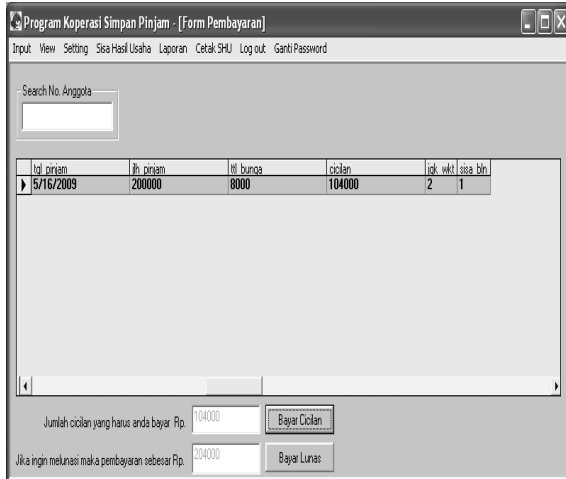 Program Koperasi Simpan Pinjam - [Form Pembayaran]
Input View Setting Sisa Hasil Usaha Laporan Cetak SHU Log out Ganti Password
Search No. Anggota
tgl_pinjam jlh_pinjam ttl_bunga cicilan jgk_wkt sisa_bln
5/16/2009 200000 8000 104000 2 1
Jumlah cicilan yang harus anda bayar Rp. 104000 Bayar Cicilan
Jika ingin melunasi maka pembayaran sebesar Rp. 204000 Bayar Lunas